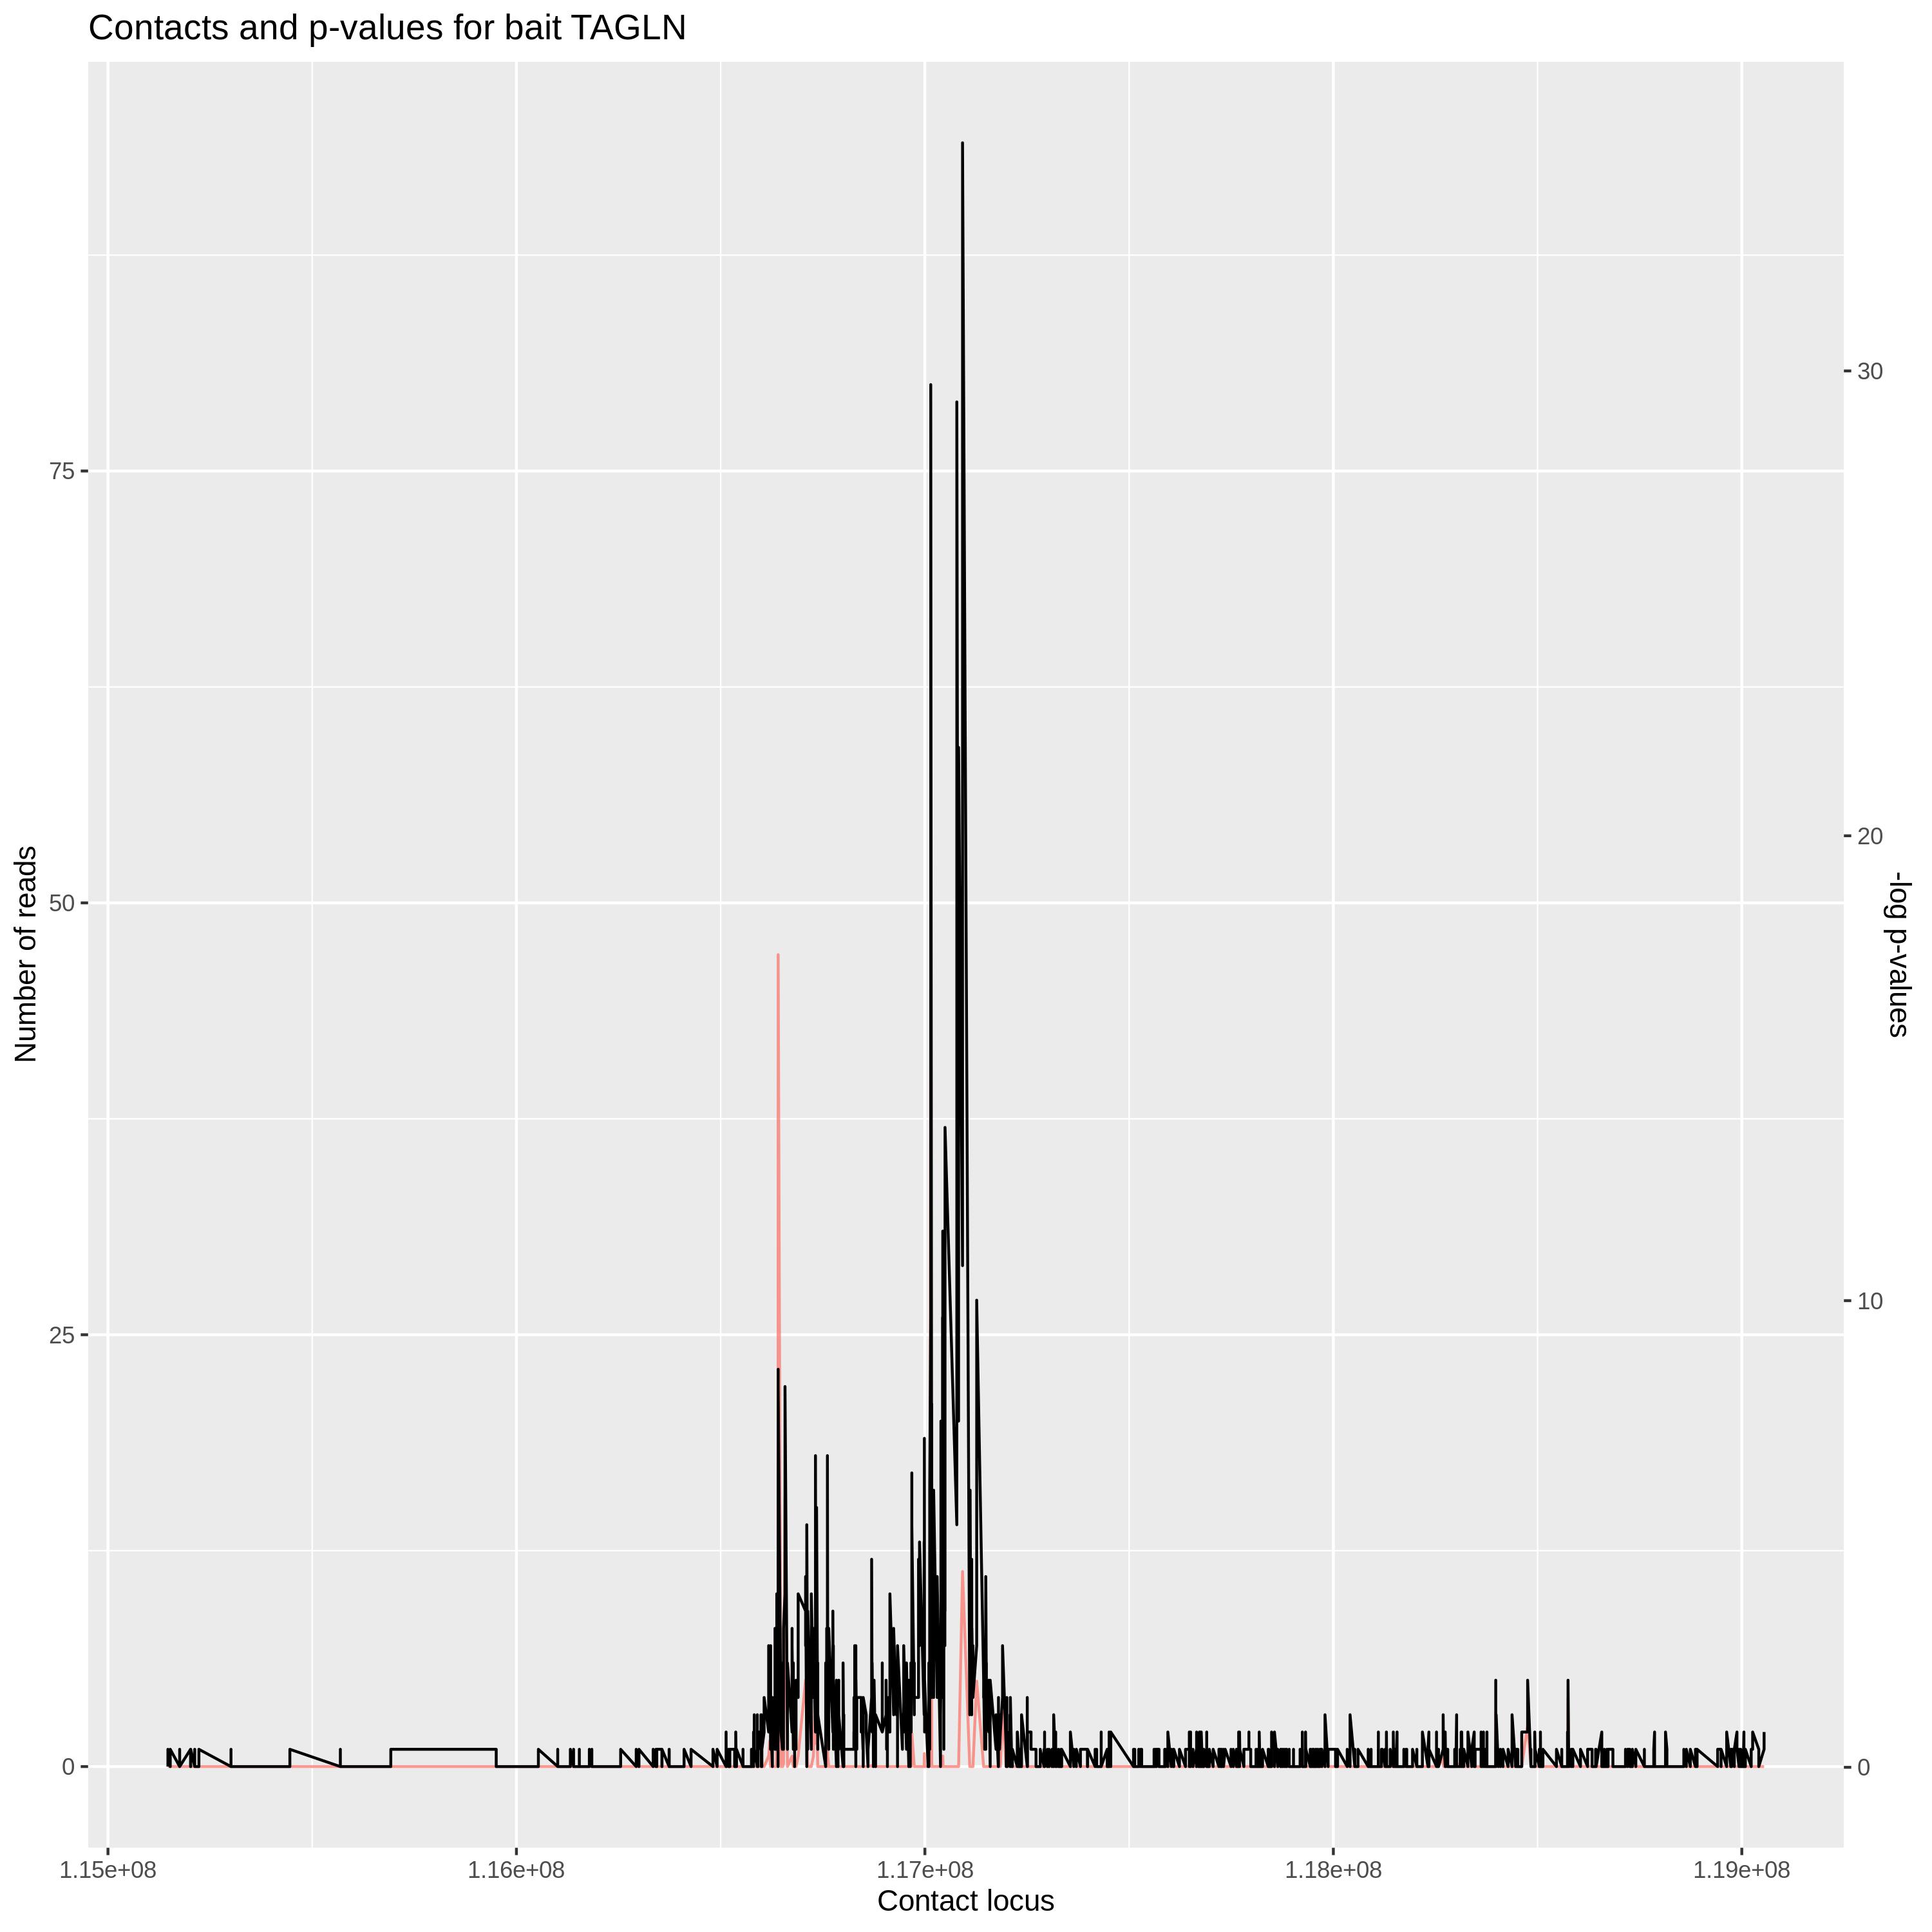 Contacts and p-values for bait TAGLN
75
50
25
0
30
20
10
0
Number of reads
-log p-values
1.15e+08 1.16e+08 1.17e+08 1.18e+08 1.19e+08
Contact locus